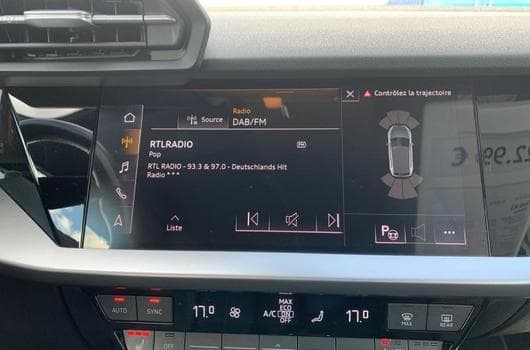 Contrôlez la trajectoire
Radio
Source
DAB/FM
RTLRADIO
Pop
RTL RADIO - 93.3 & 97.0 - Deutschlands Hit
Radio ***
Liste
P
AUTO
SYNC
17.0
A/C
MAX
ECO
ON
OFF
17.0
MAX
REAR